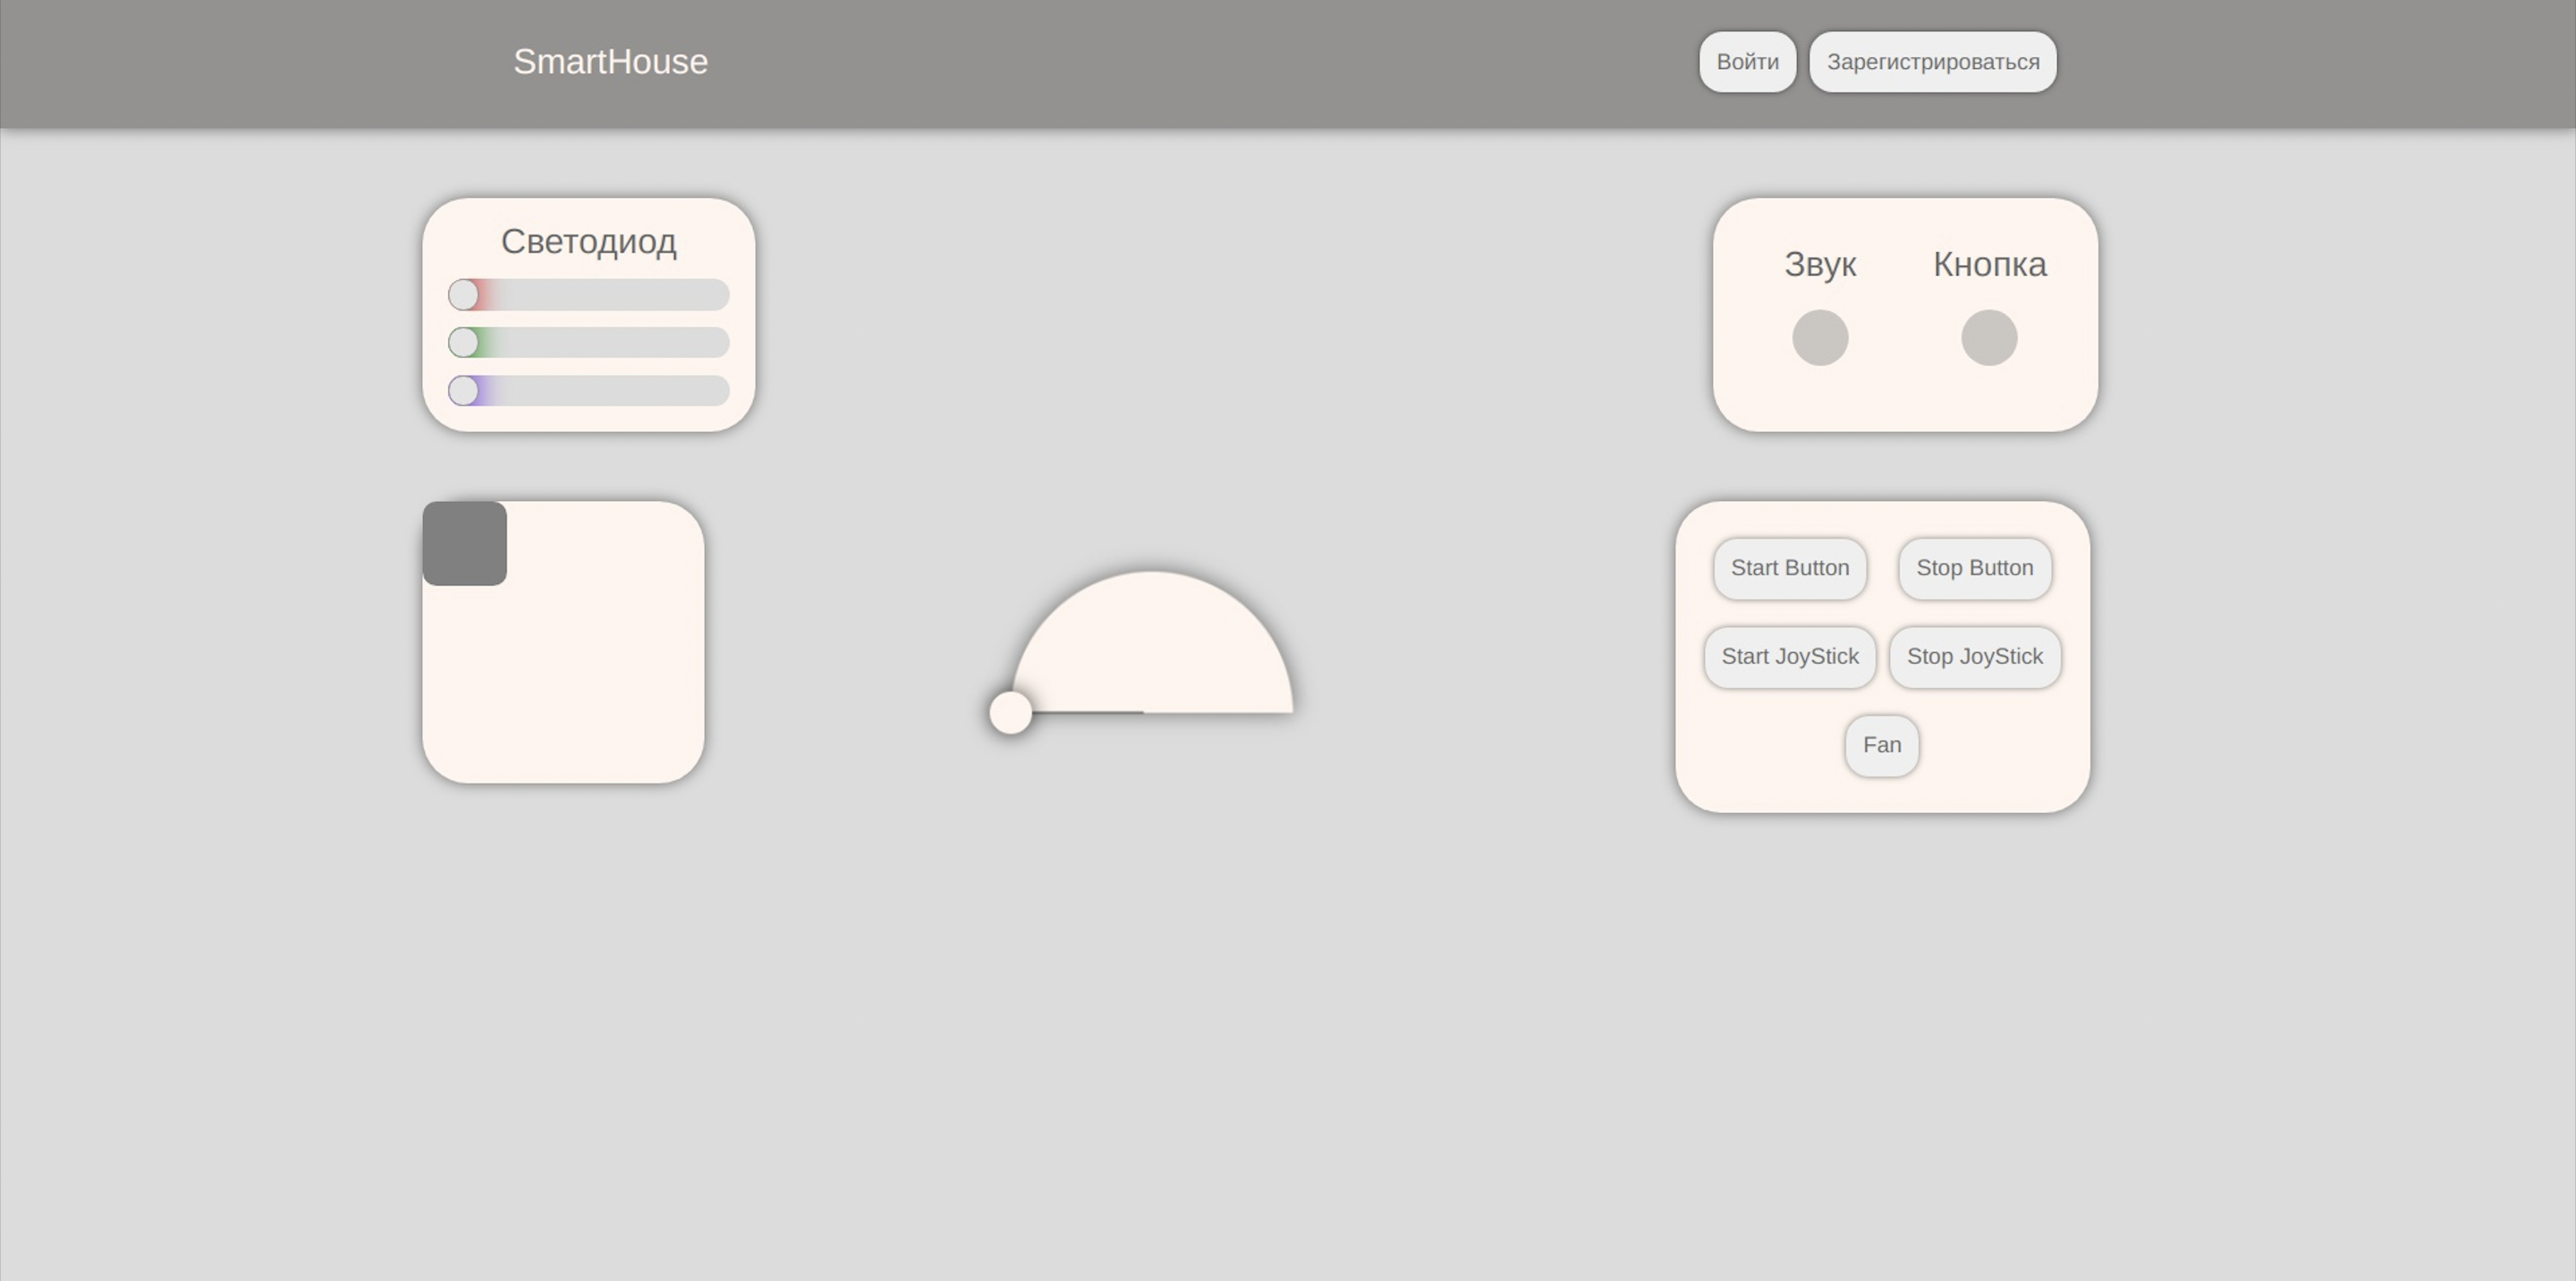 SmartHouse
Войти
Зарегистрироваться
Светодиод
Звук
Кнопка
Start Button
Stop Button
Start JoyStick
Stop JoyStick
Fan